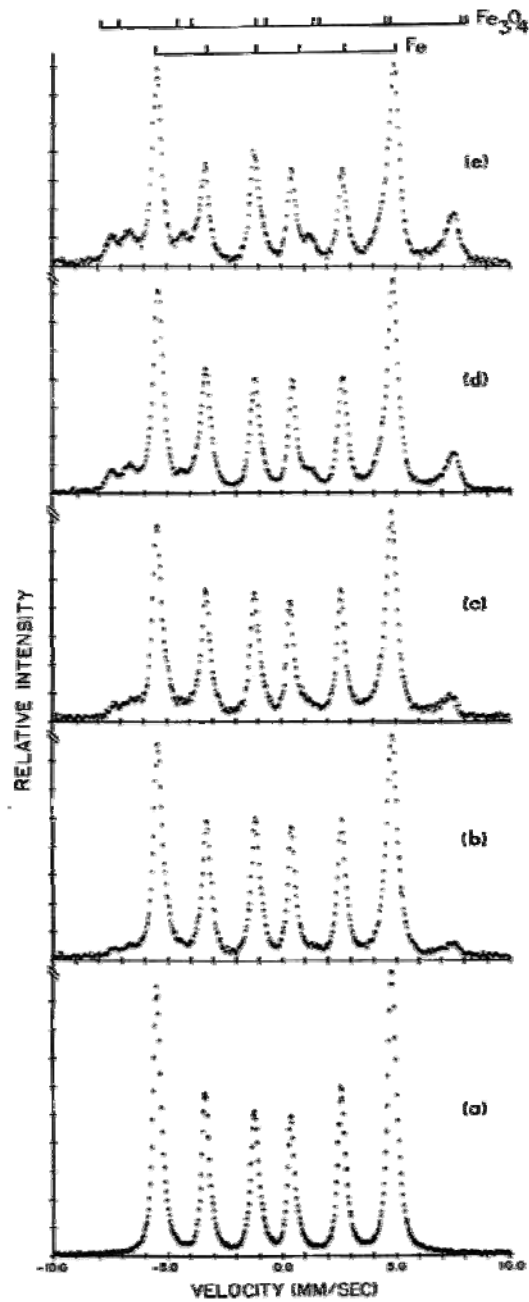 Fe3O4
Fe
(e)
(d)
(c)
(b)
(a)
RELATIVE INTENSITY
-10.0 -5.0 0.0 5.0 10.0
VELOCITY (MM/SEC)